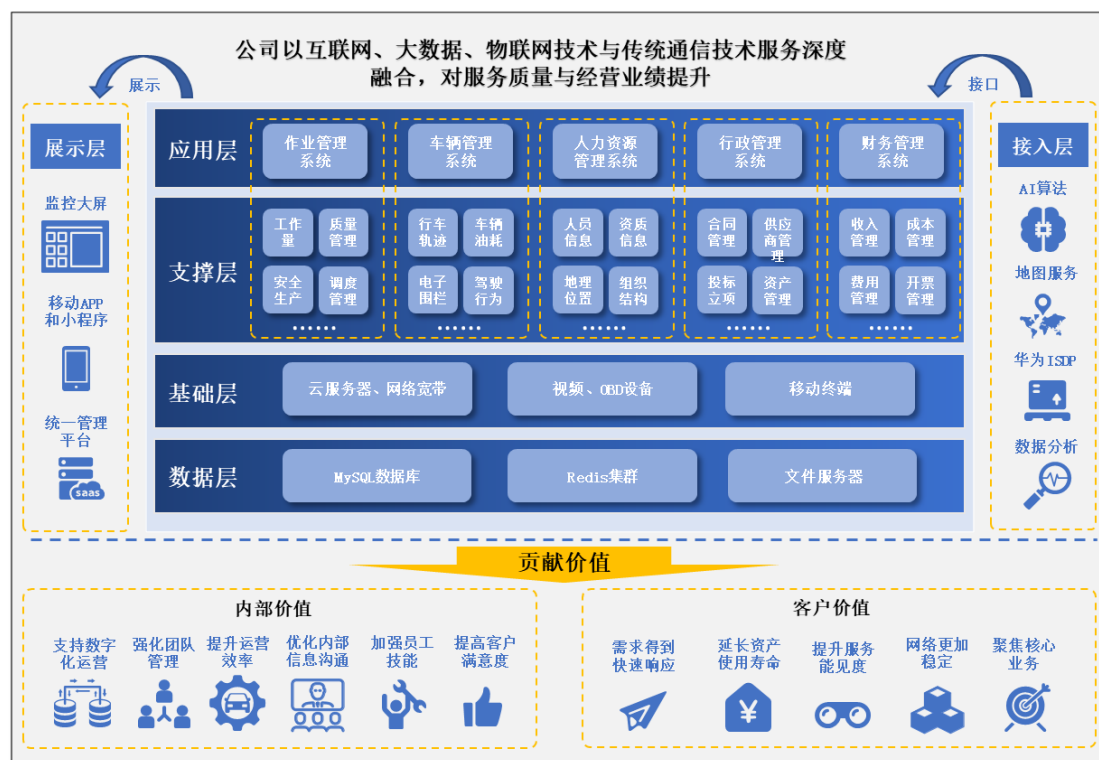 公司以互联网、大数据、物联网技术与传统通信技术服务深度
融合，对服务质量与经营业绩提升
展示
接口
展示层
监控大屏
移动APP
和小程序
统一管理
平台
saas
应用层
作业管理
系统
车辆管理
系统
人力资源
管理系统
行政管理
系统
财务管理
系统
支撑层
工作
量
质量
管理
安全
生产
调度
管理
······
行车
轨迹
车辆
油耗
电子
围栏
驾驶
行为
······
人员
信息
资质
信息
地理
位置
组织
结构
······
合同
管理
供应
商管
理
投标
立项
资产
管理
······
收入
管理
成本
管理
费用
管理
开票
管理
······
基础层
云服务器、网络宽带
视频、OBD设备
移动终端
数据层
MySQL数据库
Redis集群
文件服务器
接入层
AI算法
地图服务
华为ISDP
数据分析
贡献价值
内部价值
支持数字
化运营
强化团队
管理
提升运营
效率
优化内部
信息沟通
加强员工
技能
提高客户
满意度
客户价值
需求得到
快速响应
延长资产
使用寿命
提升服务
能见度
网络更加
稳定
聚焦核心
业务